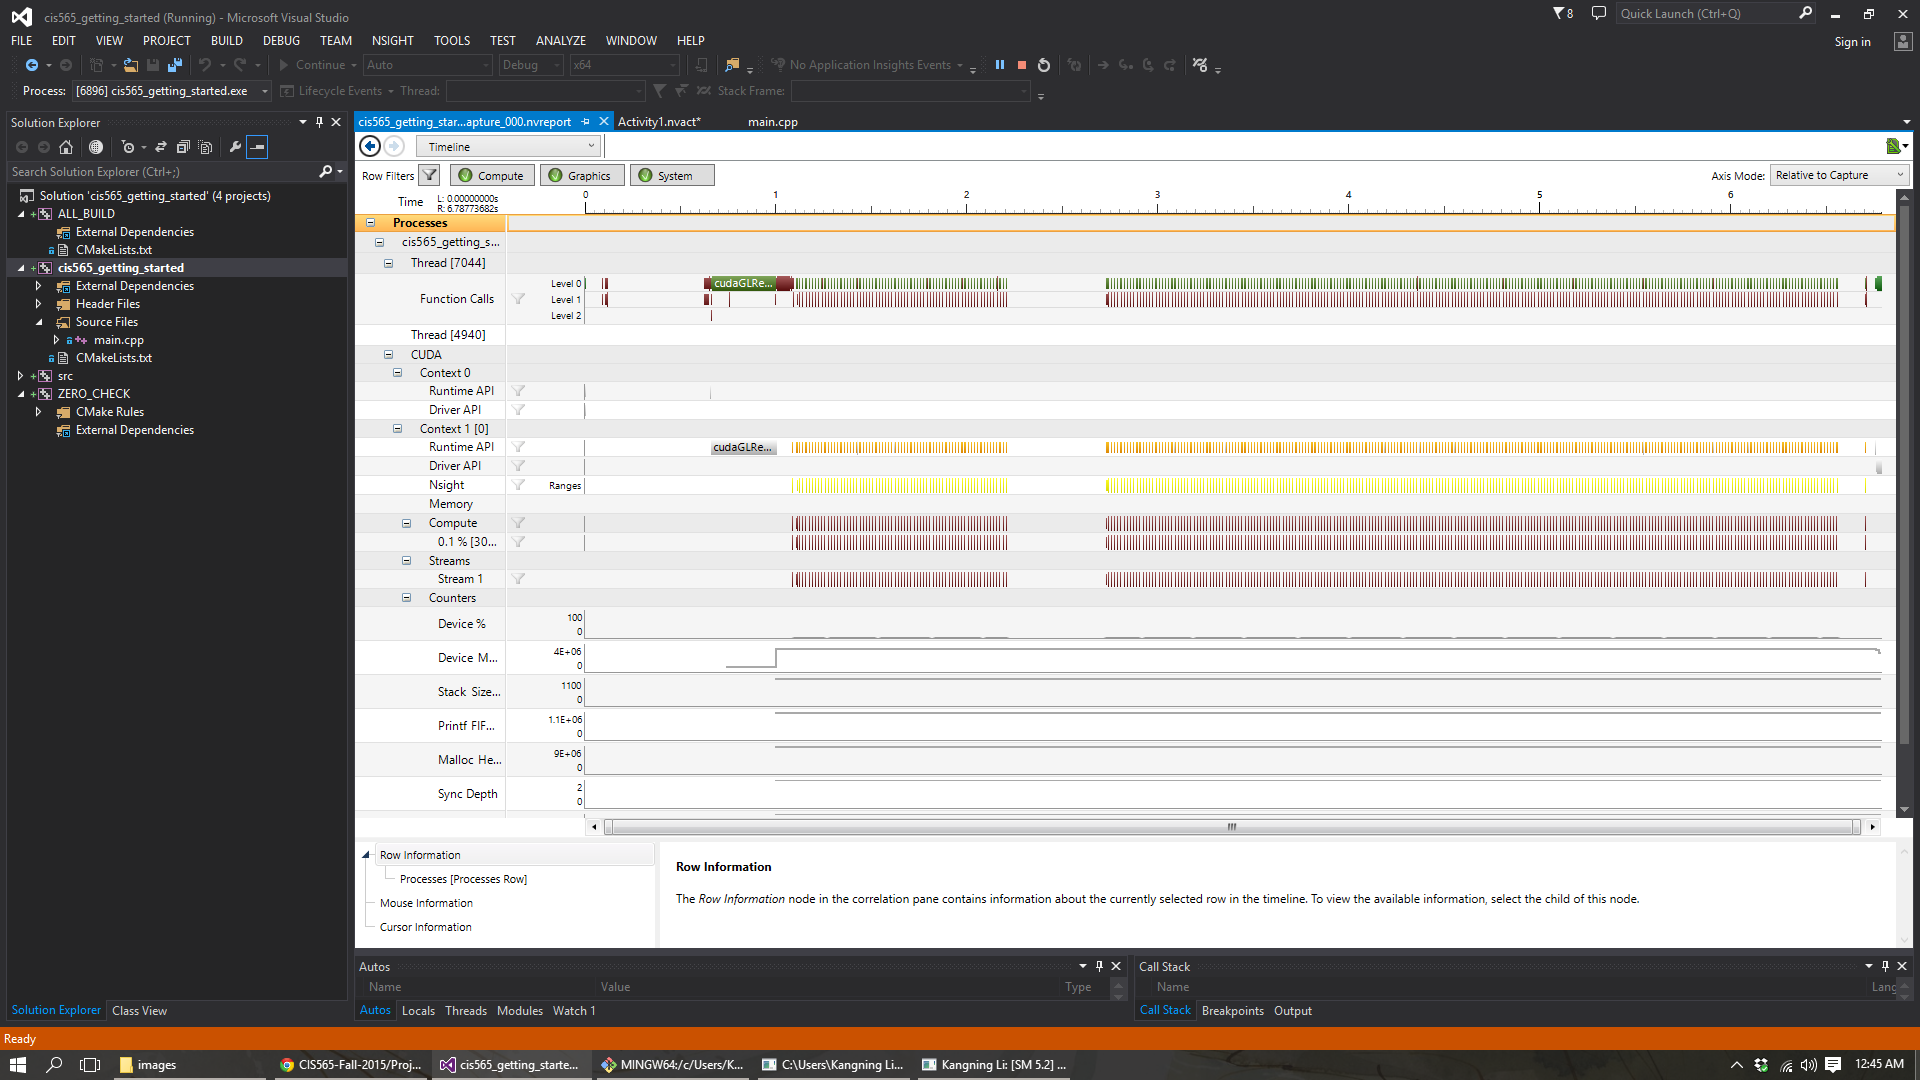 cis565_getting_started (Running) - Microsoft Visual Studio
8
Quick Launch (Ctrl+Q)
FILE EDIT VIEW PROJECT BUILD DEBUG TEAM NSIGHT TOOLS TEST ANALYZE WINDOW HELP
Sign in
Continue Auto Debug x64 No Application Insights Events
Process: [6896] cis565_getting_started.exe Lifecycle Events Thread: Stack Frame:
Solution Explorer
Search Solution Explorer (Ctrl+;)
Solution 'cis565_getting_started' (4 projects)
ALL_BUILD
External Dependencies
CMakeLists.txt
cis565_getting_started
External Dependencies
Header Files
Source Files
main.cpp
CMakeLists.txt
src
ZERO_CHECK
CMake Rules
External Dependencies
Solution Explorer Class View
cis565_getting_star...apture_000.nvreport Activity1.nvact* main.cpp
Timeline
Row Filters Compute Graphics System
Axis Mode: Relative to Capture
Time L: 0.00000000s
R: 6.78773682s
0 1 2 3 4 5 6
Processes
cis565_getting_s...
Thread [7044]
Function Calls
Level 0 cudaGLRe...
Level 1
Level 2
Thread [4940]
CUDA
Context 0
Runtime API
Driver API
Context 1 [0]
Runtime API cudaGLRe...
Driver API
Nsight Ranges
Memory
Compute
0.1 % [30...
Streams
Stream 1
Counters
Device % 100 0
Device M... 4E+06 0
Stack Size... 1100 0
Printf FIF... 1.1E+06 0
Malloc He... 9E+06 0
Sync Depth 2 0
Row Information
Processes [Processes Row]
Mouse Information
Cursor Information
Row Information
The Row Information node in the correlation pane contains information about the currently selected row in the timeline. To view the available information, select the child of this node.
Autos
Name Value Type
Autos Locals Threads Modules Watch 1
Call Stack
Name Lang
Call Stack Breakpoints Output
Ready
images
CIS565-Fall-2015/Proj...
cis565_getting_starte...
MINGW64:/c/Users/K...
C:\Users\Kangning Li...
Kangning Li: [SM 5.2] ...
12:45 AM